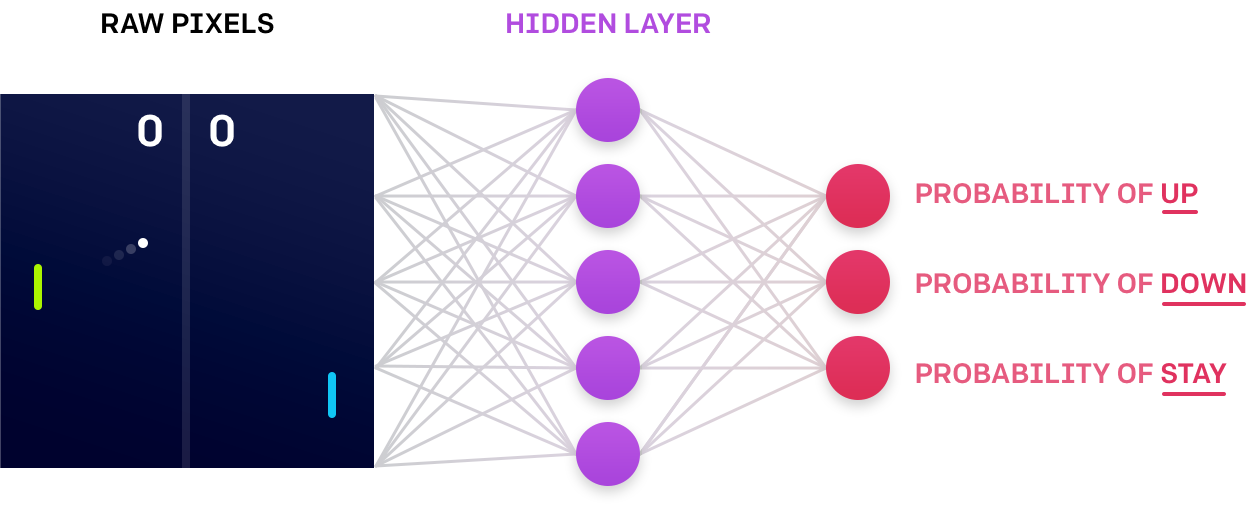 RAW PIXELS
HIDDEN LAYER
0 0
PROBABILITY OF UP
PROBABILITY OF DOWN
PROBABILITY OF STAY